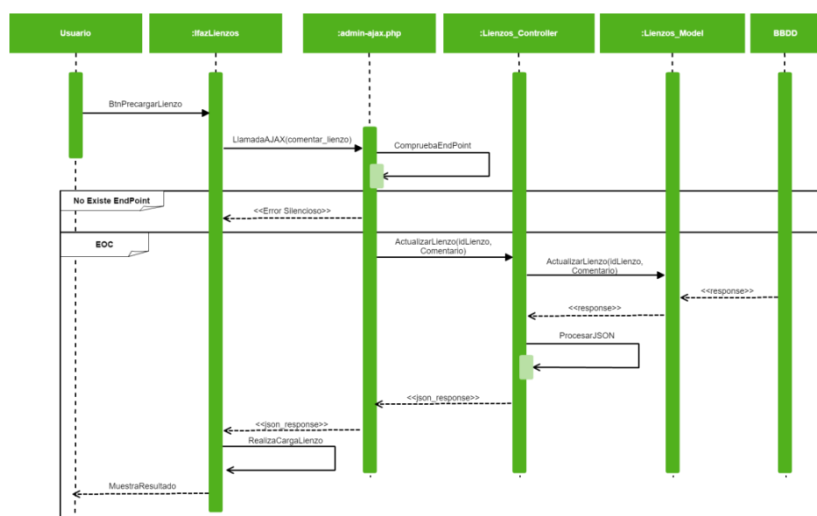 Usuario
:IfazLienzos
:admin-ajax.php
:Lienzos_Controller
:Lienzos_Model
BBDD
BtnPrecargarLienzo
LlamadaAJAX(comentar_lienzo)
CompruebaEndPoint
No Existe EndPoint
<<Error Silencioso>>
EOC
ActualizarLienzo(idLienzo,
Comentario)
ActualizarLienzo(idLienzo,
Comentario)
<<response>>
<<response>>
ProcesarJSON
<<json_response>>
<<json_response>>
RealizaCargaLienzo
MuestraResultado